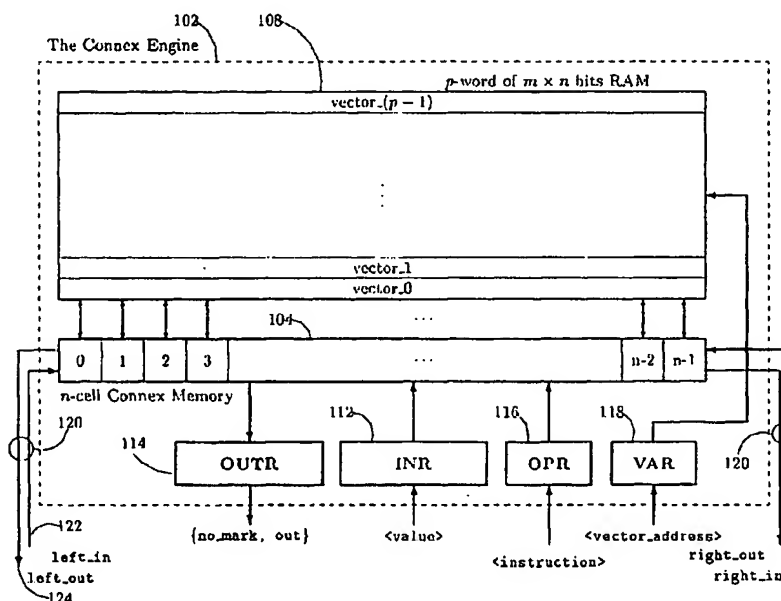 102
108
The Connex Engine
p-word of m × n bits RAM
vector_(p − 1)
vector_1
vector_0
104
0 1 2 3 n-2 n-1
n-cell Connex Memory
120
114
112
116
118
120
OUTR INR OPR VAR
122
{no_mark, out} <value> <instruction> <vector_address>
left_in
left_out
124
right_out
right_in